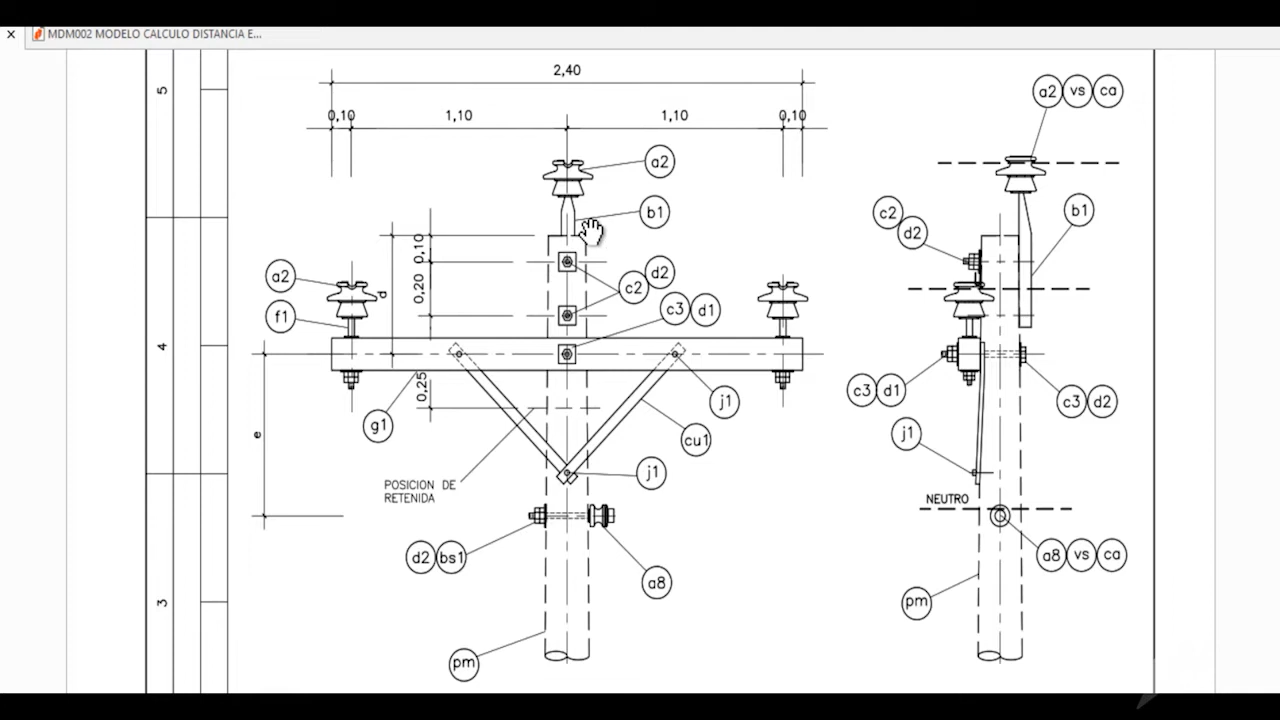 MDM002 MODELO CALCULO DISTANCIA E...
5
2,40
a2 vs ca
0,10
1,10
1,10
0,10
a2
b1
b1
c2
d2
0,10
a2
d
0,20
d2
c2
c3 d1
f1
4
0,25
c3 d1
c3 d2
j1
g1
cu1
j1
e
j1
POSICION DE
RETENIDA
NEUTRO
d2 bs1
a8
a8 vs ca
3
pm
pm